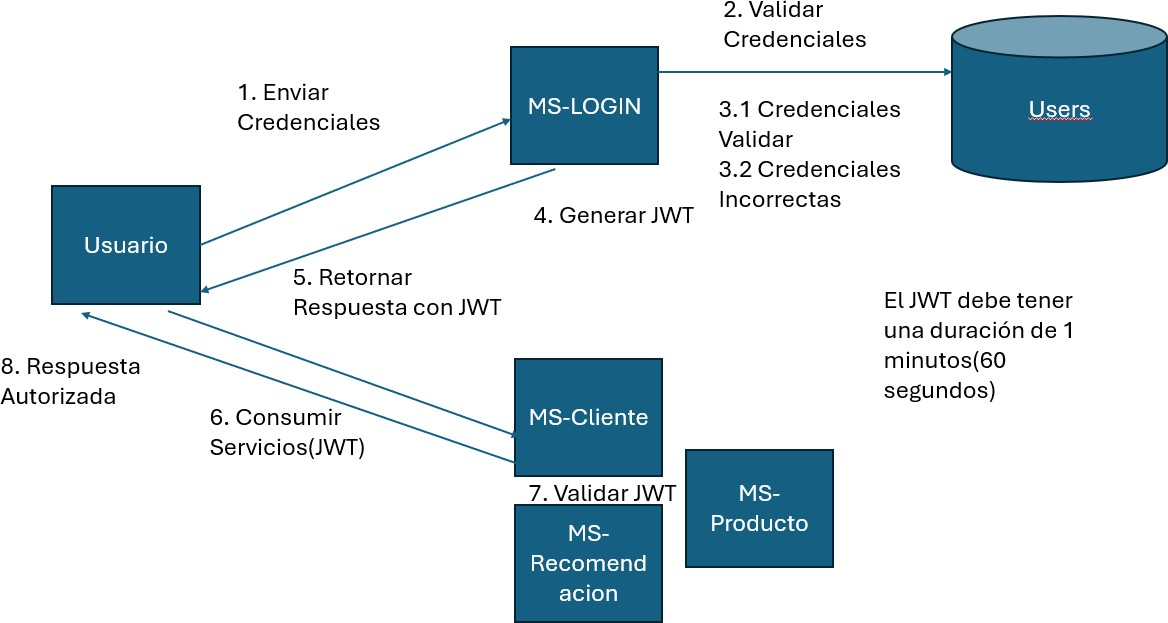 2. Validar
Credenciales
1. Enviar
Credenciales
MS-LOGIN
Users
3.1 Credenciales
Validar
3.2 Credenciales
Incorrectas
4. Generar JWT
Usuario
5. Retornar
Respuesta con JWT
El JWT debe tener
una duración de 1
minutos(60
segundos)
8. Respuesta
Autorizada
6. Consumir
Servicios(JWT)
MS-Cliente
7. Validar JWT
MS-
Producto
MS-
Recomend
acion